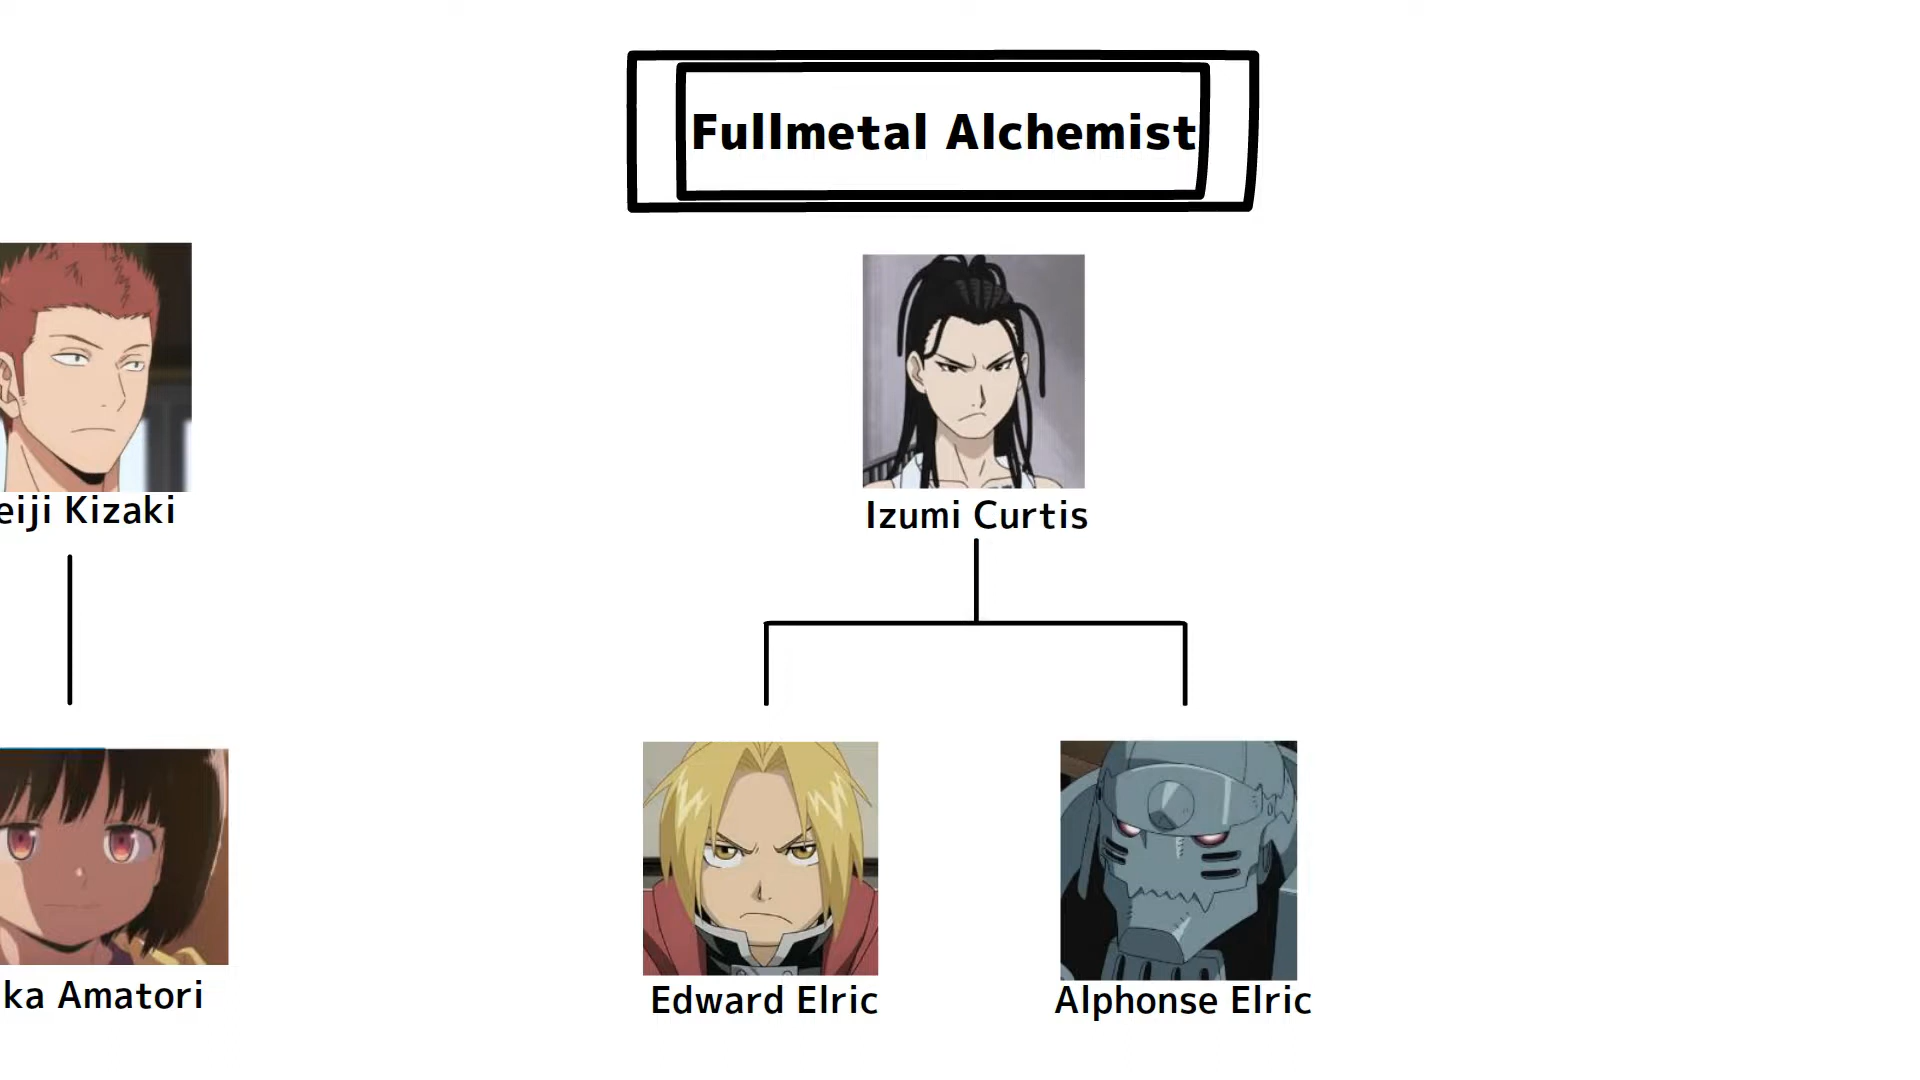 Fullmetal Alchemist
eiji Kizaki
Izumi Curtis
ka Amatori
Edward Elric
Alphonse Elric